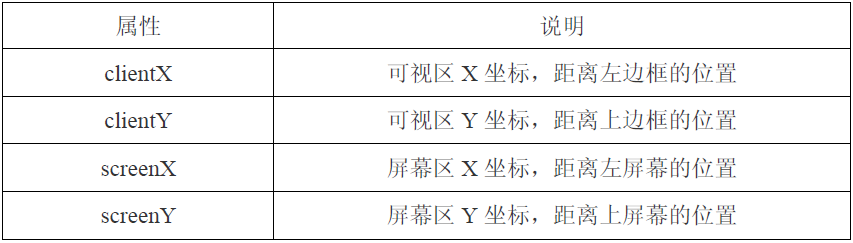 属性 说明
clientX 可视区 X 坐标，距离左边框的位置
clientY 可视区 Y 坐标，距离上边框的位置
screenX 屏幕区 X 坐标，距离左屏幕的位置
screenY 屏幕区 Y 坐标，距离上屏幕的位置